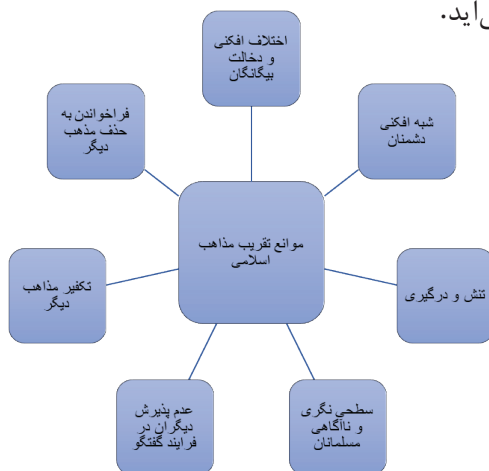 ی‌آید.
اختلاف افکنی
و دخالت
بیگانگان
شبه افکنی
دشمنان
تنش و درگیری
سطحی نگری
و ناآگاهی
مسلمانان
عدم پذیرش
دیگران در
فرایند گفتگو
تکفیر مذاهب
دیگر
فراخواندن به
حذف مذهب
دیگر
موانع تقریب مذاهب
اسلامی